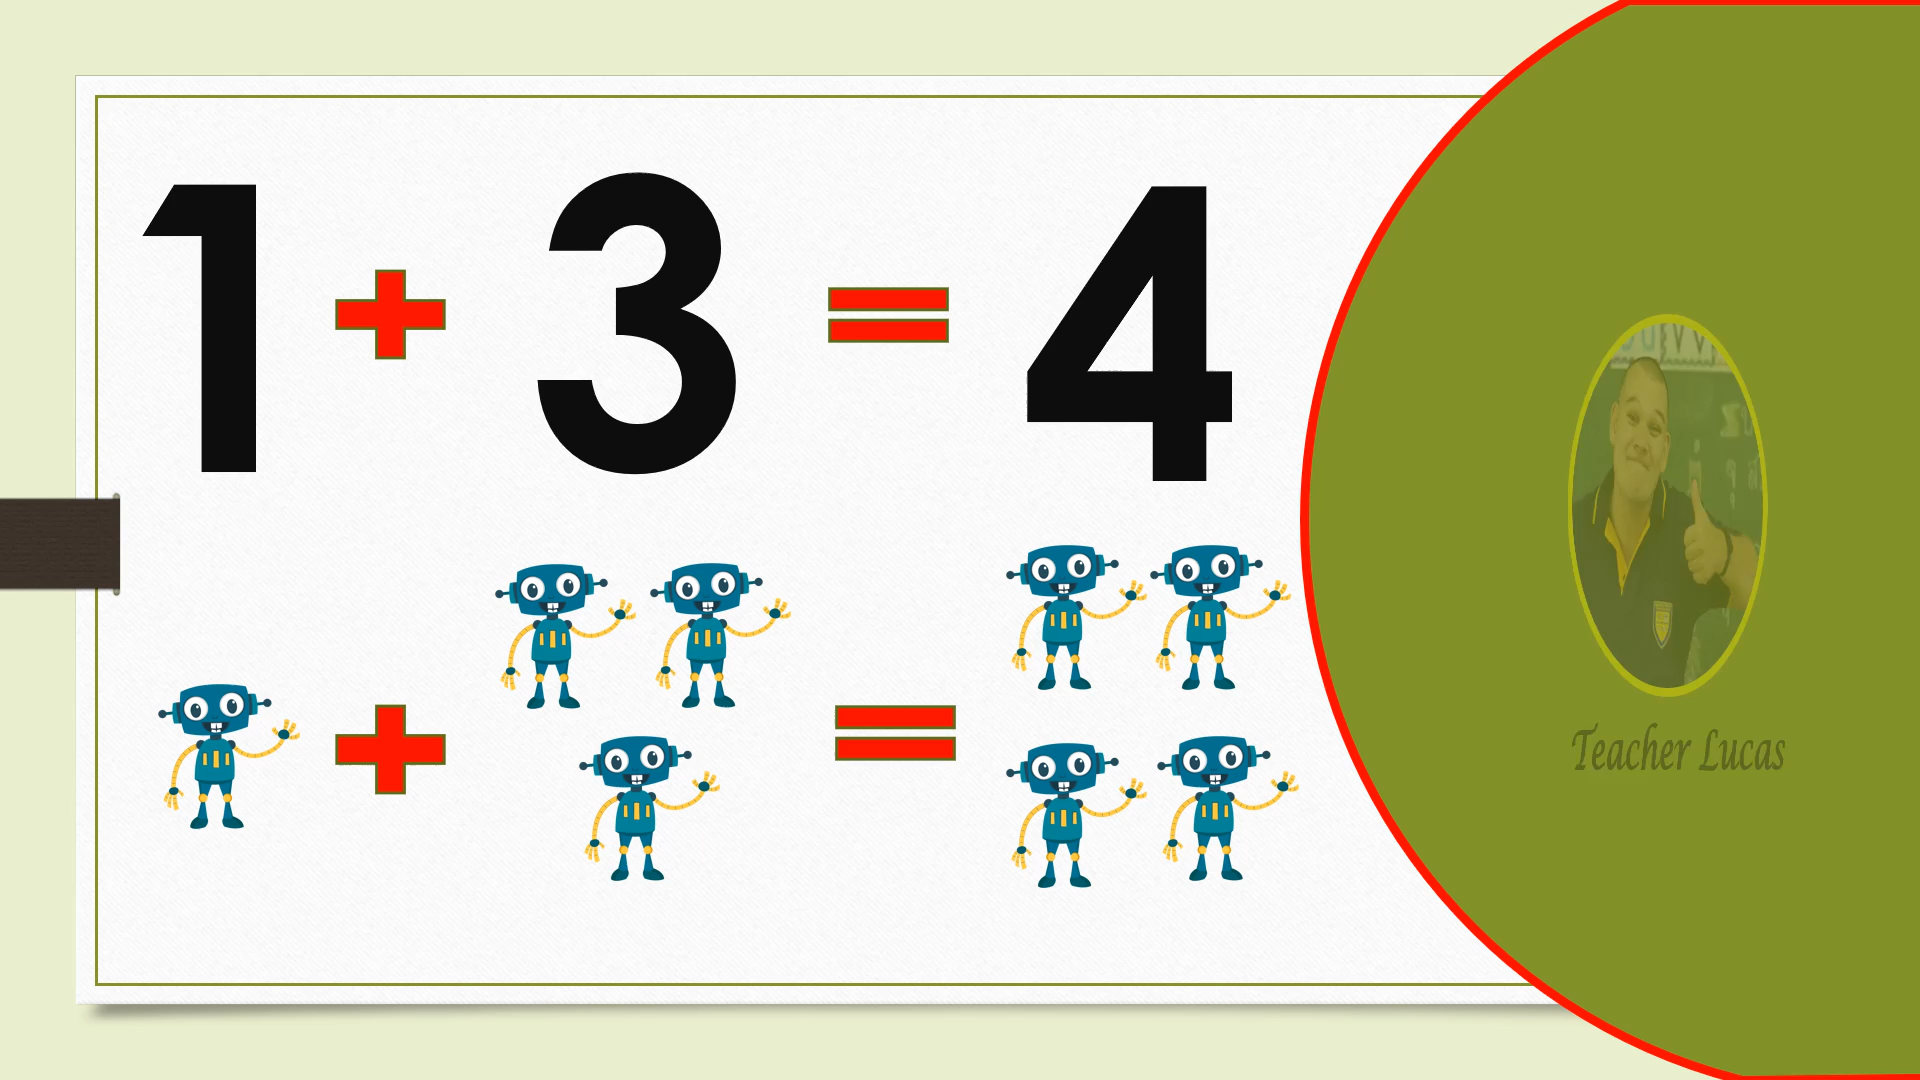 1 + 3 = 4
+ =
Teacher Lucas